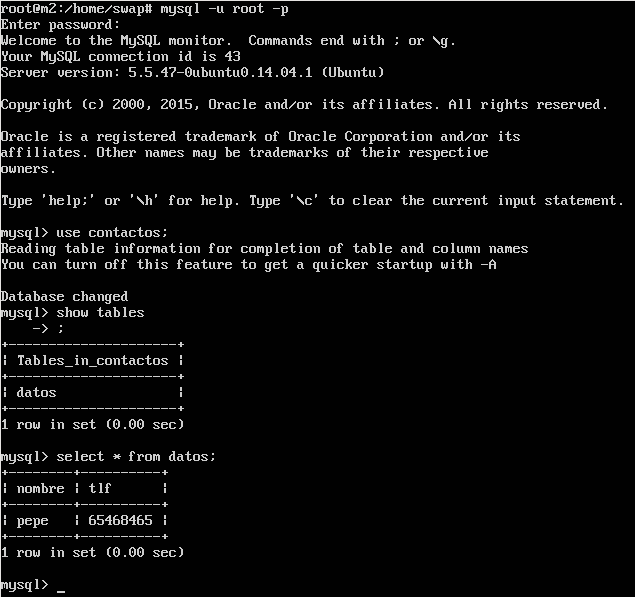 root@m2:/home/swap# mysql -u root -p
Enter password:
Welcome to the MySQL monitor.  Commands end with ; or \g.
Your MySQL connection id is 43
Server version: 5.5.47-0ubuntu0.14.04.1 (Ubuntu)

Copyright (c) 2000, 2015, Oracle and/or its affiliates. All rights reserved.

Oracle is a registered trademark of Oracle Corporation and/or its
affiliates. Other names may be trademarks of their respective
owners.

Type 'help;' or '\h' for help. Type '\c' to clear the current input statement.

mysql> use contactos;
Reading table information for completion of table and column names
You can turn off this feature to get a quicker startup with -A

Database changed
mysql> show tables
    -> ;
+---------------------+
| Tables_in_contactos |
+---------------------+
| datos               |
+---------------------+
1 row in set (0.00 sec)

mysql> select * from datos;
+--------+----------+
| nombre | tlf      |
+--------+----------+
| pepe   | 65468465 |
+--------+----------+
1 row in set (0.00 sec)

mysql> _